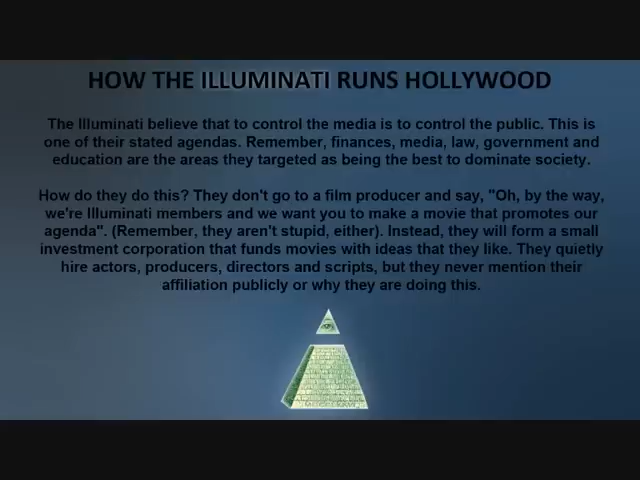 HOW THE ILLUMINATI RUNS HOLLYWOOD
The Illuminati believe that to control the media is to control the public. This is
one of their stated agendas. Remember, finances, media, law, government and
education are the areas they targeted as being the best to dominate society.
How do they do this? They don't go to a film producer and say, "Oh, by the way,
we're Illuminati members and we want you to make a movie that promotes our
agenda". (Remember, they aren't stupid, either). Instead, they will form a small
investment corporation that funds movies with ideas that they like. They quietly
hire actors, producers, directors and scripts, but they never mention their
affiliation publicly or why they are doing this.